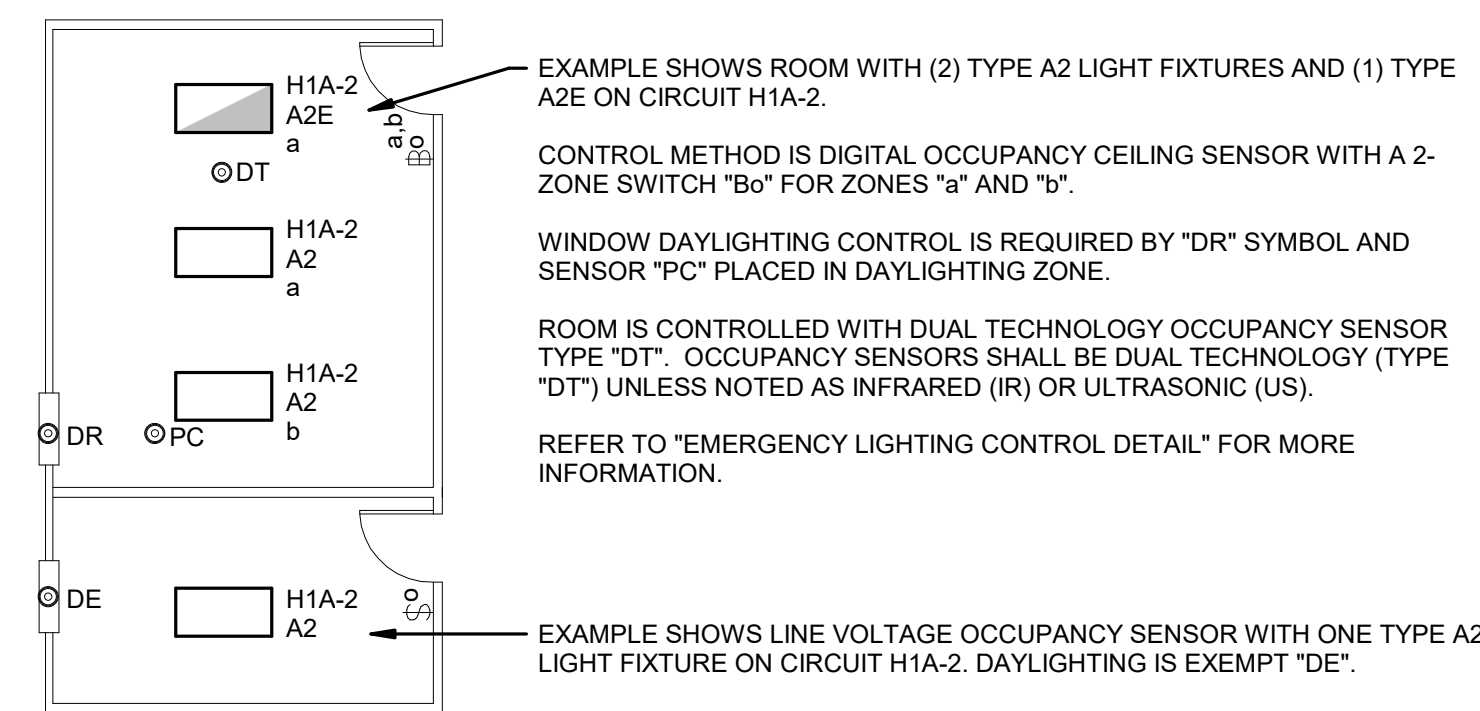 H1A-2
A2E
a
a,b
Bo
DT
H1A-2
A2
a
H1A-2
A2
b
DR
PC
DE
H1A-2
A2
$o
EXAMPLE SHOWS ROOM WITH (2) TYPE A2 LIGHT FIXTURES AND (1) TYPE
A2E ON CIRCUIT H1A-2.
CONTROL METHOD IS DIGITAL OCCUPANCY CEILING SENSOR WITH A 2-
ZONE SWITCH "Bo" FOR ZONES "a" AND "b".
WINDOW DAYLIGHTING CONTROL IS REQUIRED BY "DR" SYMBOL AND
SENSOR "PC" PLACED IN DAYLIGHTING ZONE.
ROOM IS CONTROLLED WITH DUAL TECHNOLOGY OCCUPANCY SENSOR
TYPE "DT". OCCUPANCY SENSORS SHALL BE DUAL TECHNOLOGY (TYPE
"DT") UNLESS NOTED AS INFRARED (IR) OR ULTRASONIC (US).
REFER TO "EMERGENCY LIGHTING CONTROL DETAIL" FOR MORE
INFORMATION.
EXAMPLE SHOWS LINE VOLTAGE OCCUPANCY SENSOR WITH ONE TYPE A2
LIGHT FIXTURE ON CIRCUIT H1A-2. DAYLIGHTING IS EXEMPT "DE".